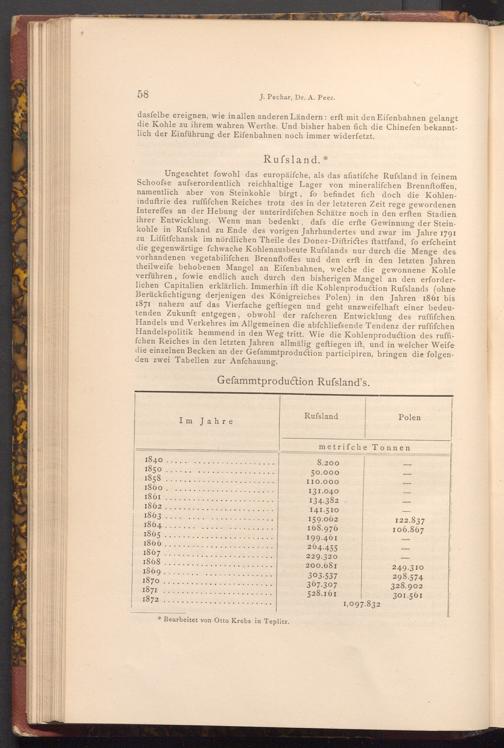 58
J. Pechar, Dr. A. Peez.
dasſelbe ereignen, wie in allen anderen Ländern: erſt mit den Eiſenbahnen gelangt
die Kohle zu ihrem wahren Werthe. Und bisher haben ſich die Chineſen bekannt-
lich der Einführung der Eiſenbahnen noch immer widerſetzt.
Ruſsland.*
Ungeachtet ſowohl das europäiſche, als das aſiatiſche Ruſsland in ſeinem
Schooſse auſserordentlich reichhaltige Lager von mineraliſchen Brennſtoffen,
namentlich aber von Steinkohle birgt, ſo befindet ſich doch die Kohlen-
induſtrie des ruſſiſchen Reiches trotz des in der letzteren Zeit rege gewordenen
Intereſſes an der Hebung der unterirdiſchen Schätze noch in den erſten Stadien
ihrer Entwicklung. Wenn man bedenkt, daſs die erſte Gewinnung der Stein-
kohle in Ruſsland zu Ende des vorigen Jahrhundertes und zwar im Jahre 1791
zu Liſſitſchansk im nördlichen Theile des Donez-Diſtrictes ſtattfand, ſo erſcheint
die gegenwärtige ſchwache Kohlenausbeute Ruſslands nur durch die Menge des
vorhandenen vegetabiliſchen Brennſtoffes und den erſt in den letzten Jahren
theilweiſe behobenen Mangel an Eiſenbahnen, welche die gewonnene Kohle
verführen, ſowie endlich auch durch den bisherigen Mangel an den erforder-
lichen Capitalien erklärlich. Immerhin iſt die Kohlenproduction Ruſslands (ohne
Berückſichtigung derjenigen des Königreiches Polen) in den Jahren 1861 bis
1871 nahezu auf das Vierfache geſtiegen und geht unzweifelhaft einer bedeu-
tenden Zukunft entgegen, obwohl der raſcheren Entwicklung des ruſſiſchen
Handels und Verkehres im Allgemeinen die abſchlieſsende Tendenz der ruſſiſchen
Handelspolitik hemmend in den Weg tritt. Wie die Kohlenproduction des ruſſi-
ſchen Reiches in den letzten Jahren allmälig geſtiegen iſt, und in welcher Weiſe
die einzelnen Becken an der Geſammtproduction participiren, bringen die folgen-
den zwei Tabellen zur Anſchauung.
Geſammtproduction Ruſsland's.
Im Jahre Ruſsland Polen
metriſche Tonnen
1840 . . . . 8.200 —
1850 . . . . 50.000 —
1858 . . . . 110.000 —
1860 . . . . 131.040 —
1861 . . . . 134.382 —
1862 . . . . 141.510 —
1863 . . . . 159.062 122.837
1864 . . . . 168.976 106.867
1865 . . . . 199.461 —
1866 . . . . 264.455 —
1867 . . . . 229.320 —
1868 . . . . 200.681 249.310
1869 . . . . 303.537 298.574
1870 . . . . 367.307 328.902
1871 . . . . 528.161 301.561
1872 . . . . 1,097.832
* Bearbeitet von Otto Krebs in Teplitz.